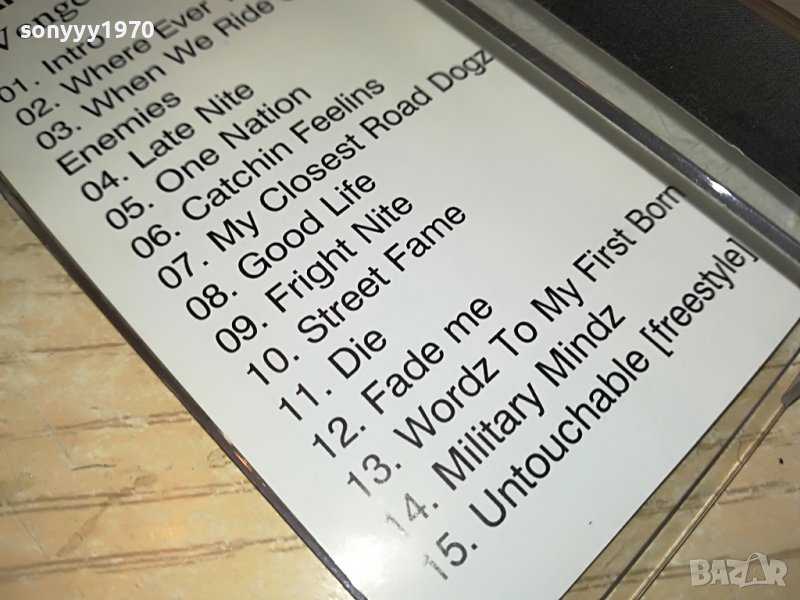 sonyyy1970
01. Intro
02. Where Ever
03. When We Ride
Enemies
04. Late Nite
05. One Nation
06. Catchin Feelins
07. My Closest Road Dogz
08. Good Life
09. Fright Nite
10. Street Fame
11. Die
12. Fade me
13. Wordz To My First Born
14. Military Mindz
15. Untouchable [freestyle]
BAZAR